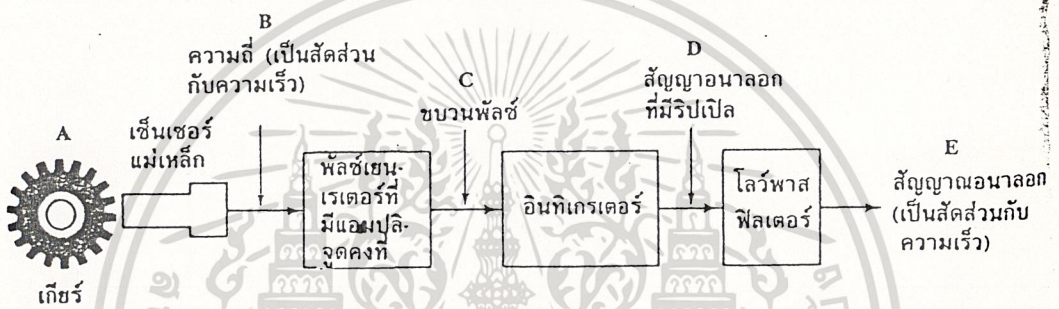 A
เซ็นเซอร์
แม่เหล็ก
เกียร์
B
ความถี่ (เป็นสัดส่วน
กับความเร็ว)
พัลซ์เยน-
เรเตอร์ที่
มีแอมปลิ-
จูดคงที่
C
ขบวนพัลซ์
อินทิเกรเตอร์
D
สัญญาอนาลอก
ที่มีริปเปิล
โลว์พาส
ฟิลเตอร์
E
สัญญาณอนาลอก
(เป็นสัดส่วนกับ
ความเร็ว)